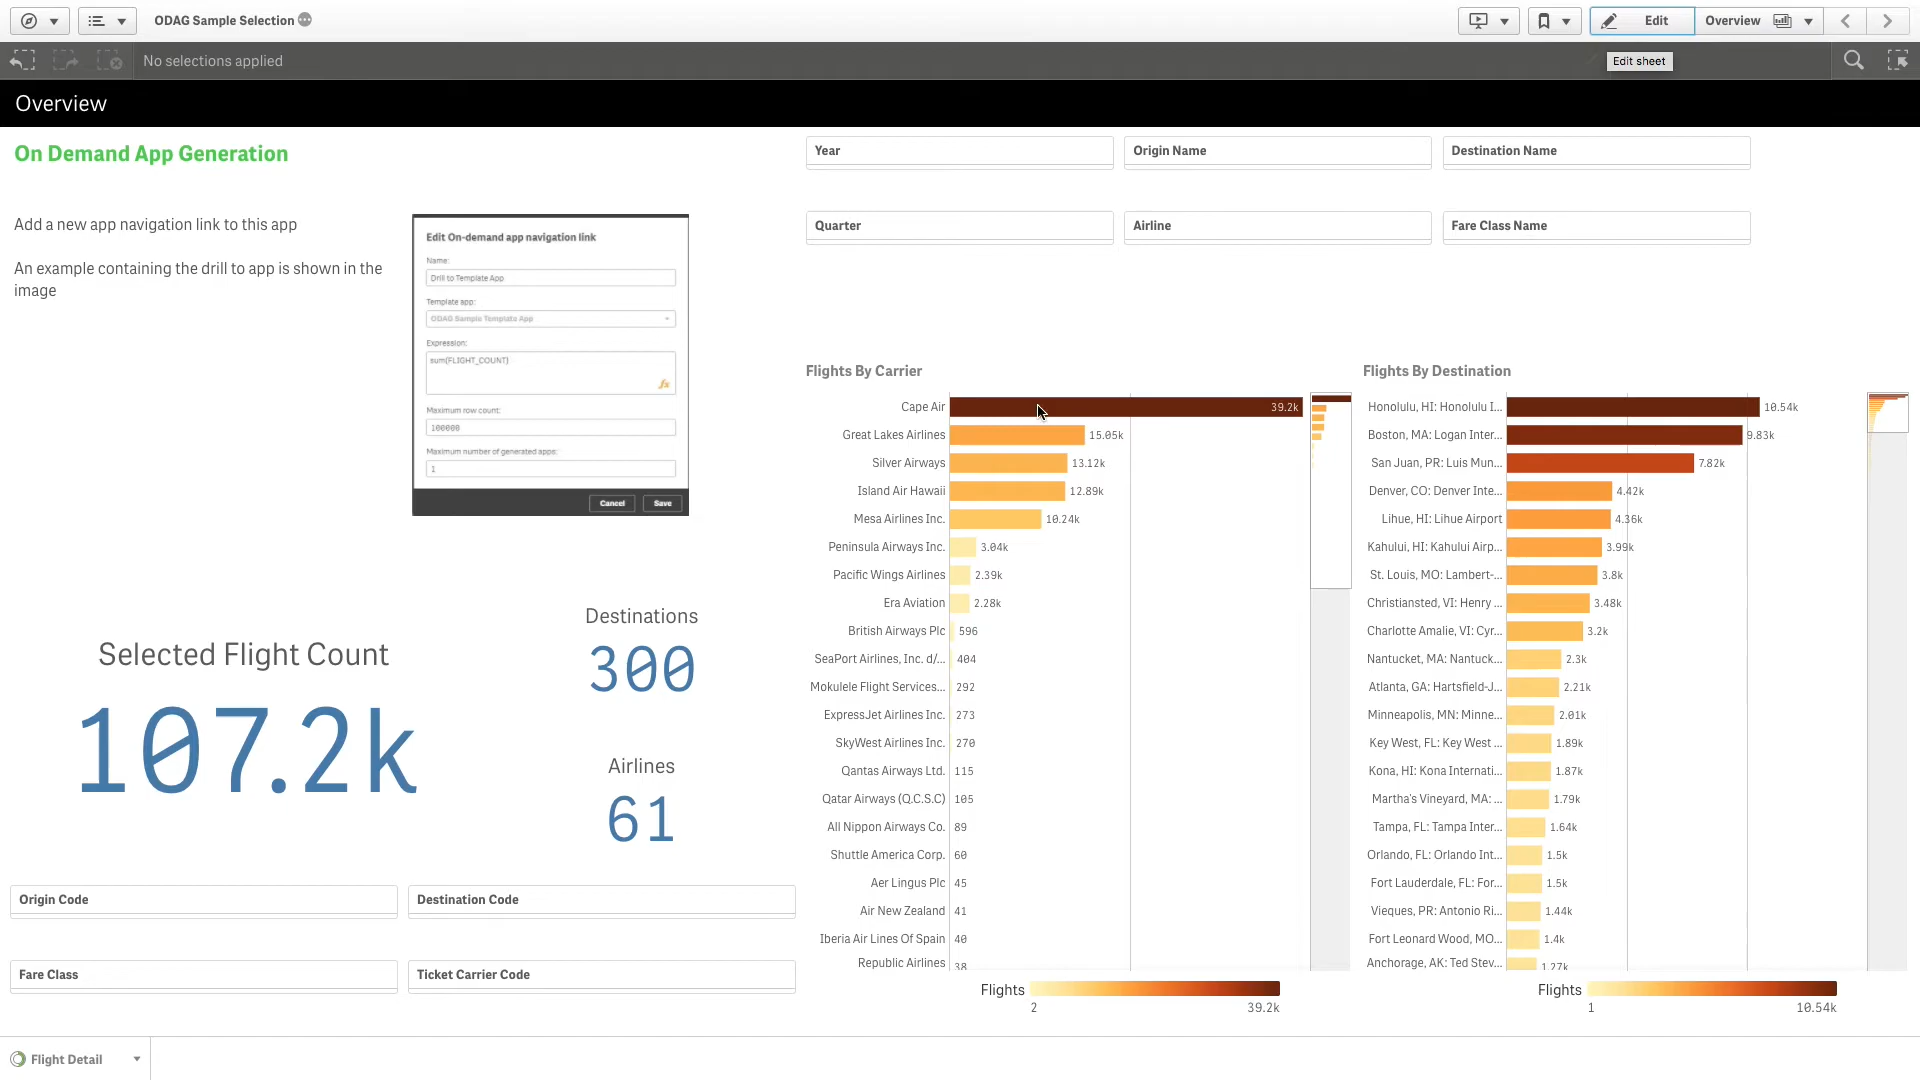 ODAG Sample Selection
Edit
Overview
No selections applied
Edit sheet
Overview
On Demand App Generation
Add a new app navigation link to this app
An example containing the drill to app is shown in the
image
Edit On-demand app navigation link
Name:
Drill to Template App
Template app:
ODAG Sample Template App
Expression:
sum(FLIGHT_COUNT)
fx
Maximum row count:
100000
Maximum number of generated apps:
1
Cancel
Save
Year
Origin Name
Destination Name
Quarter
Airline
Fare Class Name
Selected Flight Count
107.2k
Destinations
300
Airlines
61
Origin Code
Destination Code
Fare Class
Ticket Carrier Code
Flights By Carrier
Cape Air 39.2k
Great Lakes Airlines 15.05k
Silver Airways 13.12k
Island Air Hawaii 12.89k
Mesa Airlines Inc. 10.24k
Peninsula Airways Inc. 3.04k
Pacific Wings Airlines 2.39k
Era Aviation 2.28k
British Airways Plc 596
SeaPort Airlines, Inc. d/... 404
Mokulele Flight Services... 292
ExpressJet Airlines Inc. 273
SkyWest Airlines Inc. 270
Qantas Airways Ltd. 115
Qatar Airways (Q.C.S.C) 105
All Nippon Airways Co. 89
Shuttle America Corp. 60
Aer Lingus Plc 45
Air New Zealand 41
Iberia Air Lines Of Spain 40
Republic Airlines 38
Flights
2 39.2k
Flights By Destination
Honolulu, HI: Honolulu I... 10.54k
Boston, MA: Logan Inter... 9.83k
San Juan, PR: Luis Mun... 7.82k
Denver, CO: Denver Inte... 4.42k
Lihue, HI: Lihue Airport 4.36k
Kahului, HI: Kahului Airp... 3.99k
St. Louis, MO: Lambert-... 3.8k
Christiansted, VI: Henry ... 3.48k
Charlotte Amalie, VI: Cyr... 3.2k
Nantucket, MA: Nantuck... 2.3k
Atlanta, GA: Hartsfield-J... 2.21k
Minneapolis, MN: Minne... 2.01k
Key West, FL: Key West ... 1.89k
Kona, HI: Kona Internati... 1.87k
Martha's Vineyard, MA: ... 1.79k
Tampa, FL: Tampa Inter... 1.64k
Orlando, FL: Orlando Int... 1.5k
Fort Lauderdale, FL: For... 1.5k
Vieques, PR: Antonio Ri... 1.44k
Fort Leonard Wood, MO... 1.4k
Anchorage, AK: Ted Stev... 1.27k
Flights
1 10.54k
Flight Detail